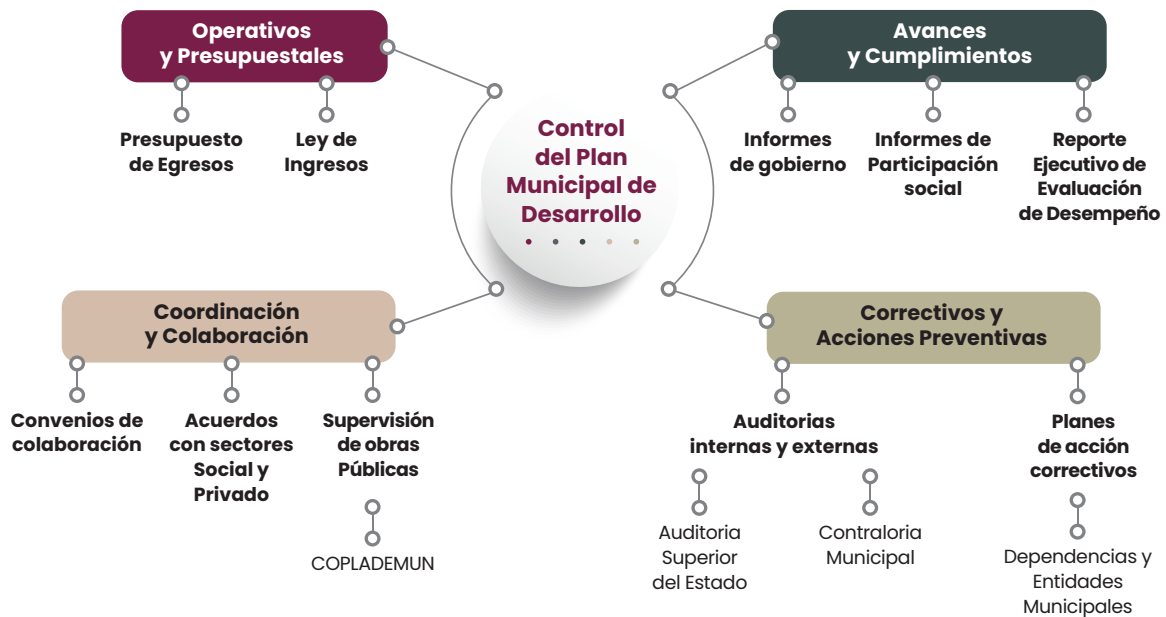 Operativos
y Presupuestales
Presupuesto
de Egresos
Ley de
Ingresos
Control
del Plan
Municipal de
Desarrollo
Avances
y Cumplimientos
Informes
de gobierno
Informes de
Participación
social
Reporte
Ejecutivo de
Evaluación
de Desempeño
Coordinación
y Colaboración
Convenios de
colaboración
Acuerdos
con sectores
Social y
Privado
Supervisión
de obras
Públicas
COPLADEMUN
Correctivos y
Acciones Preventivas
Auditorias
internas y externas
Auditoria
Superior
del Estado
Contraloria
Municipal
Planes
de acción
correctivos
Dependencias y
Entidades
Municipales